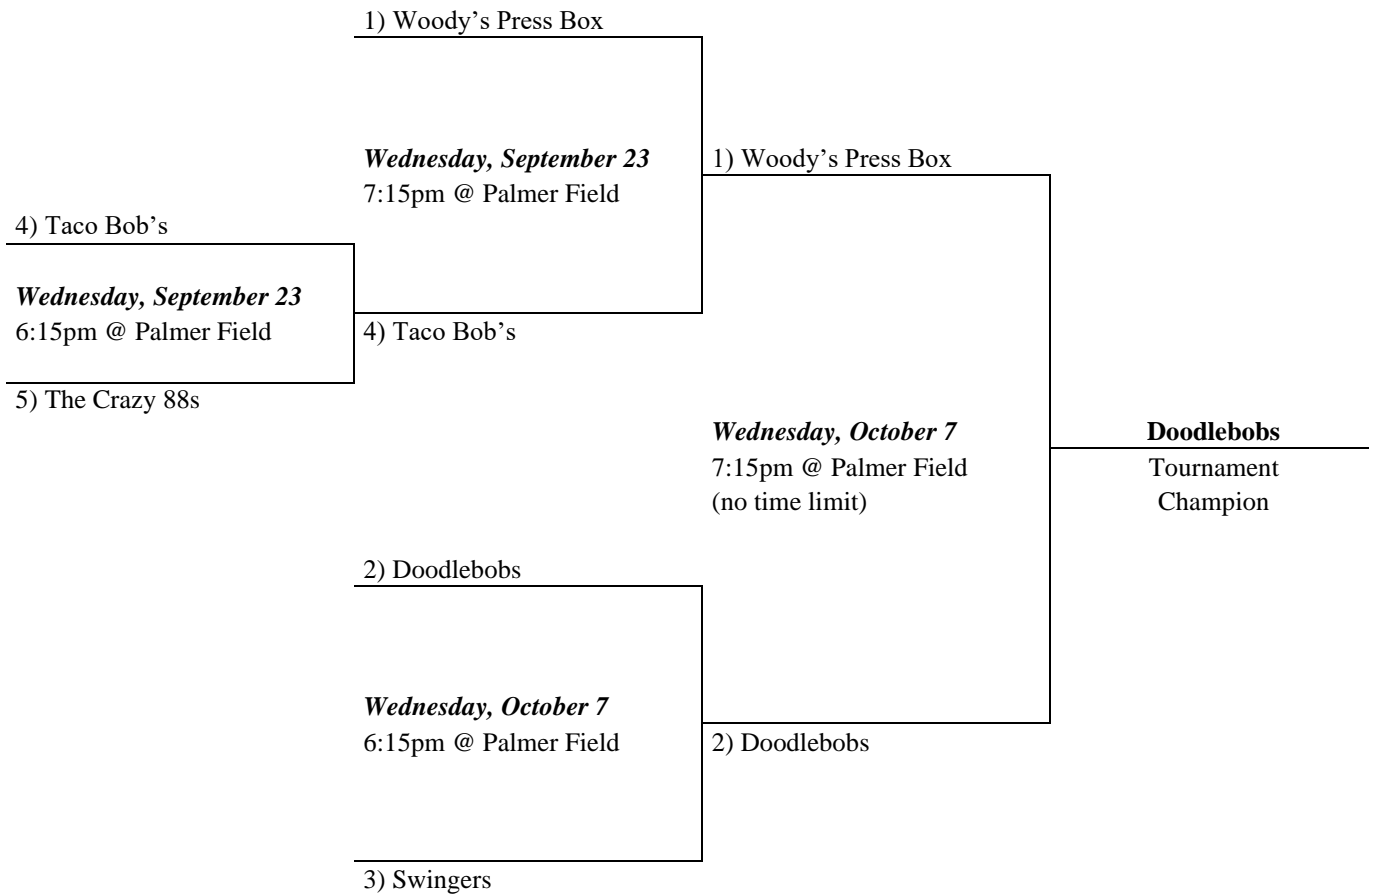 1) Woody’s Press Box
Wednesday, September 23
7:15pm @ Palmer Field
1) Woody’s Press Box
4) Taco Bob’s
Wednesday, September 23
6:15pm @ Palmer Field
4) Taco Bob’s
5) The Crazy 88s
Wednesday, October 7
7:15pm @ Palmer Field
(no time limit)
Doodlebobs
Tournament
Champion
2) Doodlebobs
Wednesday, October 7
6:15pm @ Palmer Field
2) Doodlebobs
3) Swingers